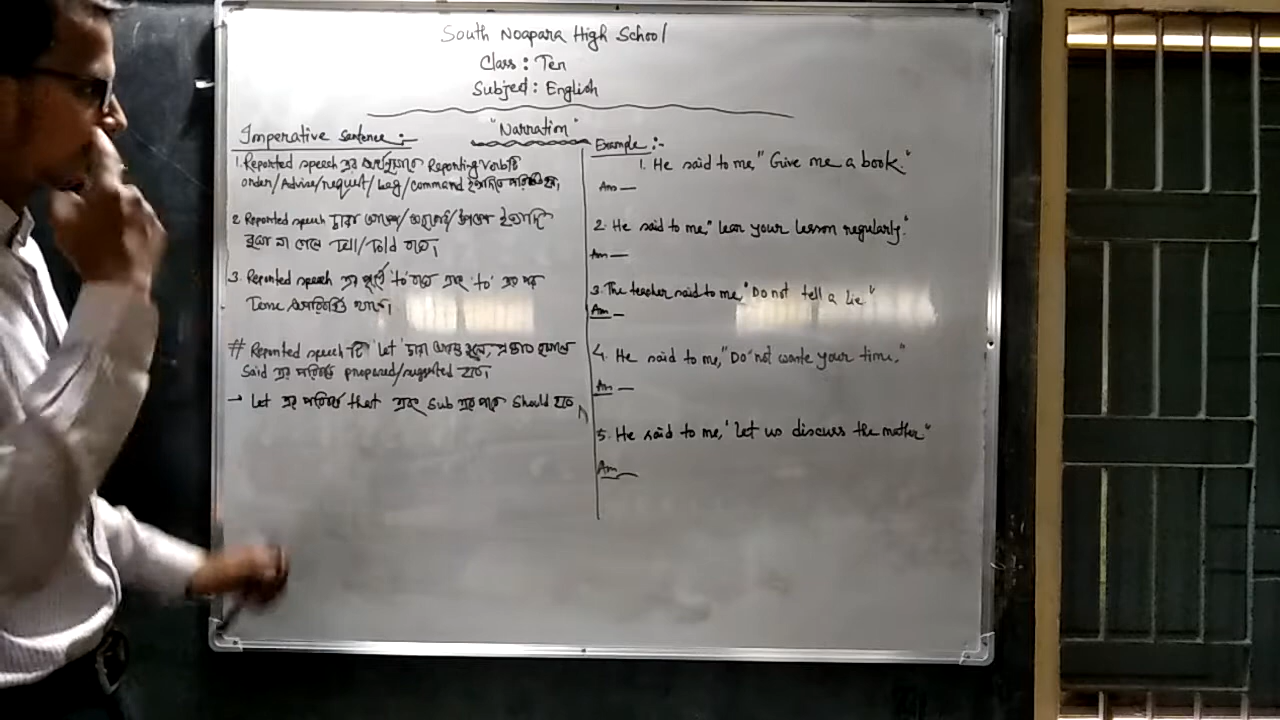 South Noapara High School
Class : Ten
Subject : English
"Narration"
Imperative sentence :-
1. Reported speech এর অর্থানুসারে Reporting verbটি
order/Advise/request/beg/command ইত্যাদিতে পরিবর্তিত হয়।
2. Reported speech দ্বারা আদেশ/অনুরোধ/উপদেশ ইত্যাদি
বুঝা না গেলে Tell/Told বসে।
3. Reported speech এর পূর্বে 'to' বসে এবং 'to' এর পর
Tense অপরিবর্তিত থাকে।
# Reported speech টি 'Let' দ্বারা আরম্ভ হলে, প্রস্তাব বুঝালে
Said এর পরিবর্তে proposed/suggested হবে।
→ Let এর পরিবর্তে that এবং Sub এর পরে Should হবে।
Example :-
1. He said to me, "Give me a book."
Ans —
2. He said to me, "lean your lesson regularly."
Ans —
3. The teacher said to me, "Do not tell a lie"
Ans —
4. He said to me, "Do not waste your time."
Ans —
5. He said to me, 'Let us discuss the matter"
Ans —